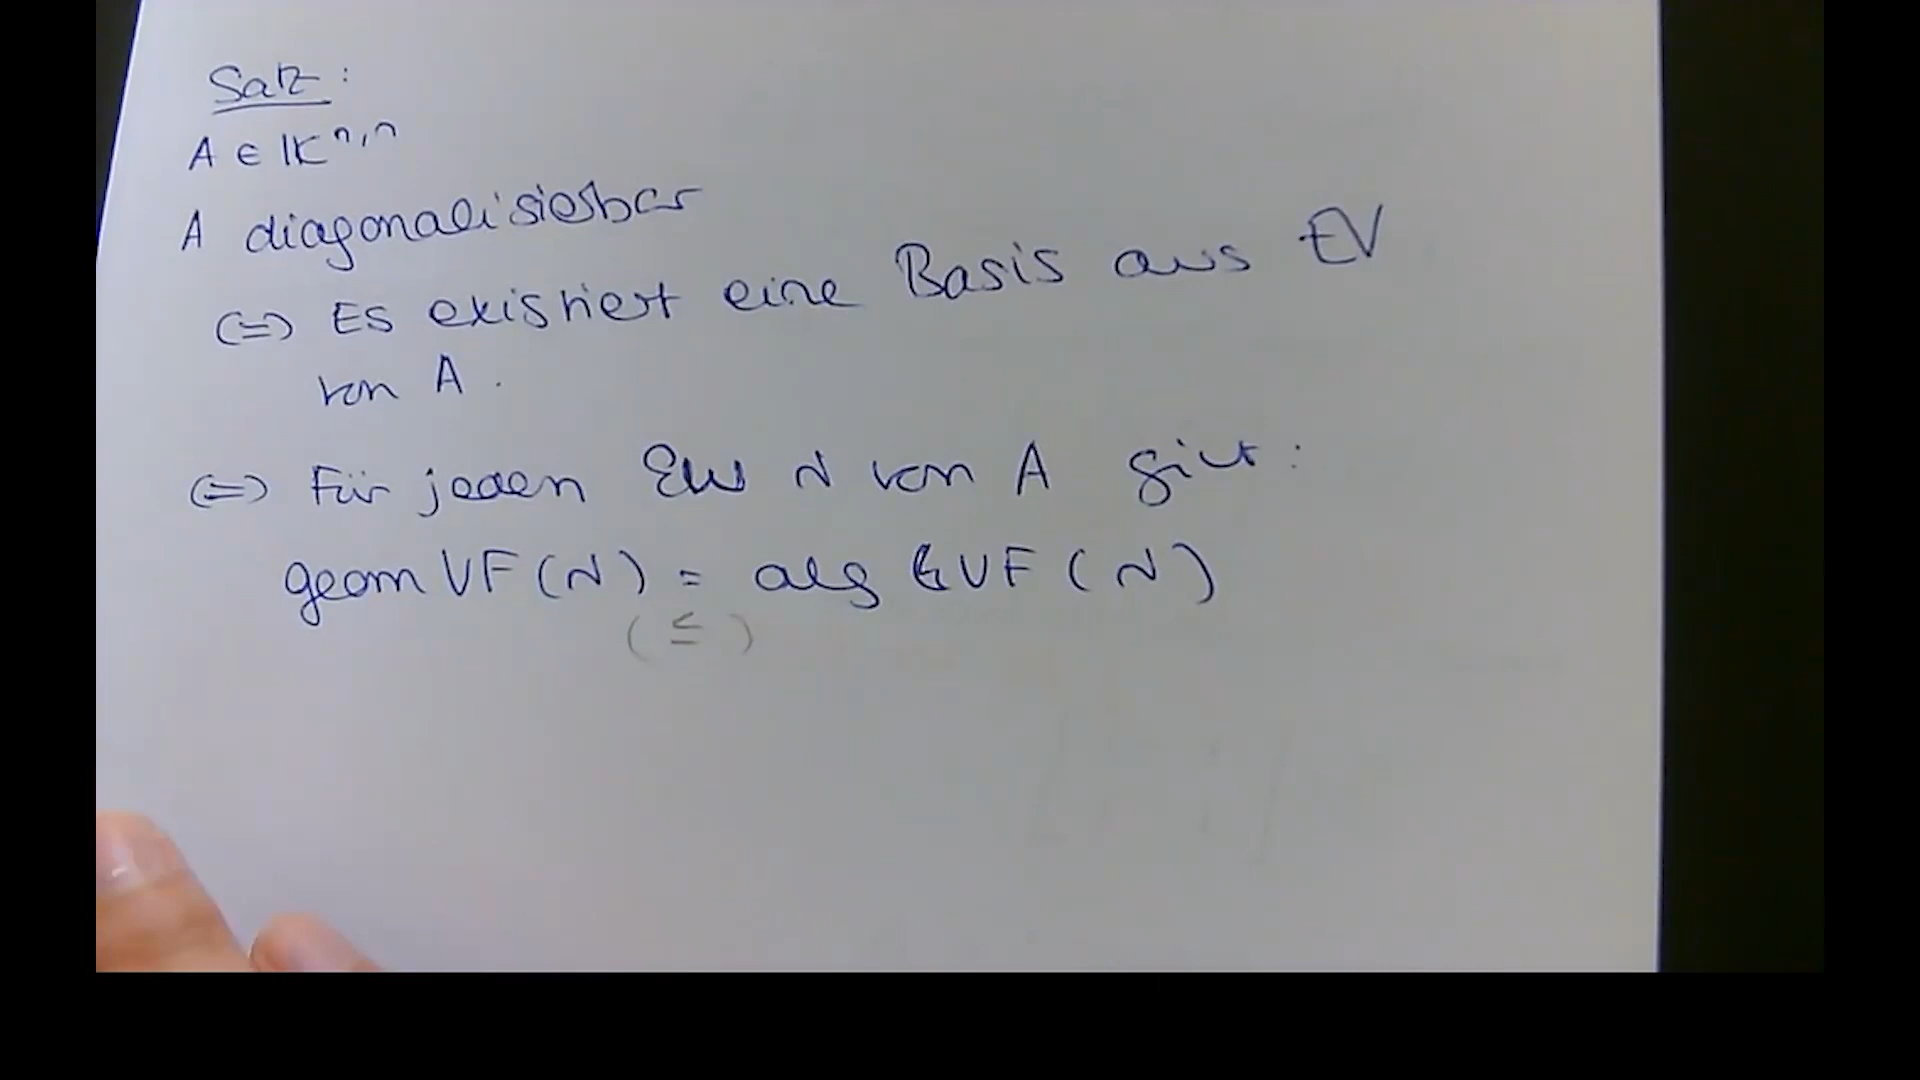 Satz:
A ∈ 𝕂^{n,n}
A diagonalisierbar
(=) Es existiert eine Basis aus EV
von A.
(=) Für jeden EW λ von A gilt:
geom VF(λ) = alg VF(λ)
(≤)